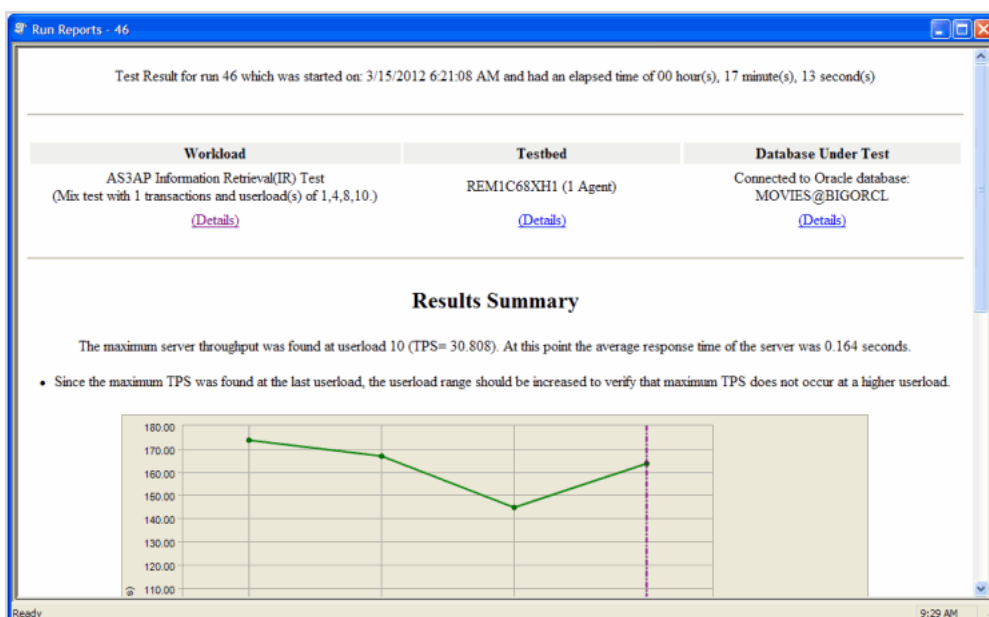 Run Reports - 46
Test Result for run 46 which was started on: 3/15/2012 6:21:08 AM and had an elapsed time of 00 hour(s), 17 minute(s), 13 second(s)
Workload Testbed Database Under Test
AS3AP Information Retrieval(IR) Test
(Mix test with 1 transactions and userload(s) of 1,4,8,10.)
(Details)
REM1C68XH1 (1 Agent)
(Details)
Connected to Oracle database:
MOVIES@BIGORCL
(Details)
Results Summary
The maximum server throughput was found at userload 10 (TPS= 30.808). At this point the average response time of the server was 0.164 seconds.
• Since the maximum TPS was found at the last userload, the userload range should be increased to verify that maximum TPS does not occur at a higher userload.
180.00
170.00
160.00
150.00
140.00
130.00
120.00
110.00
Ready 9:29 AM